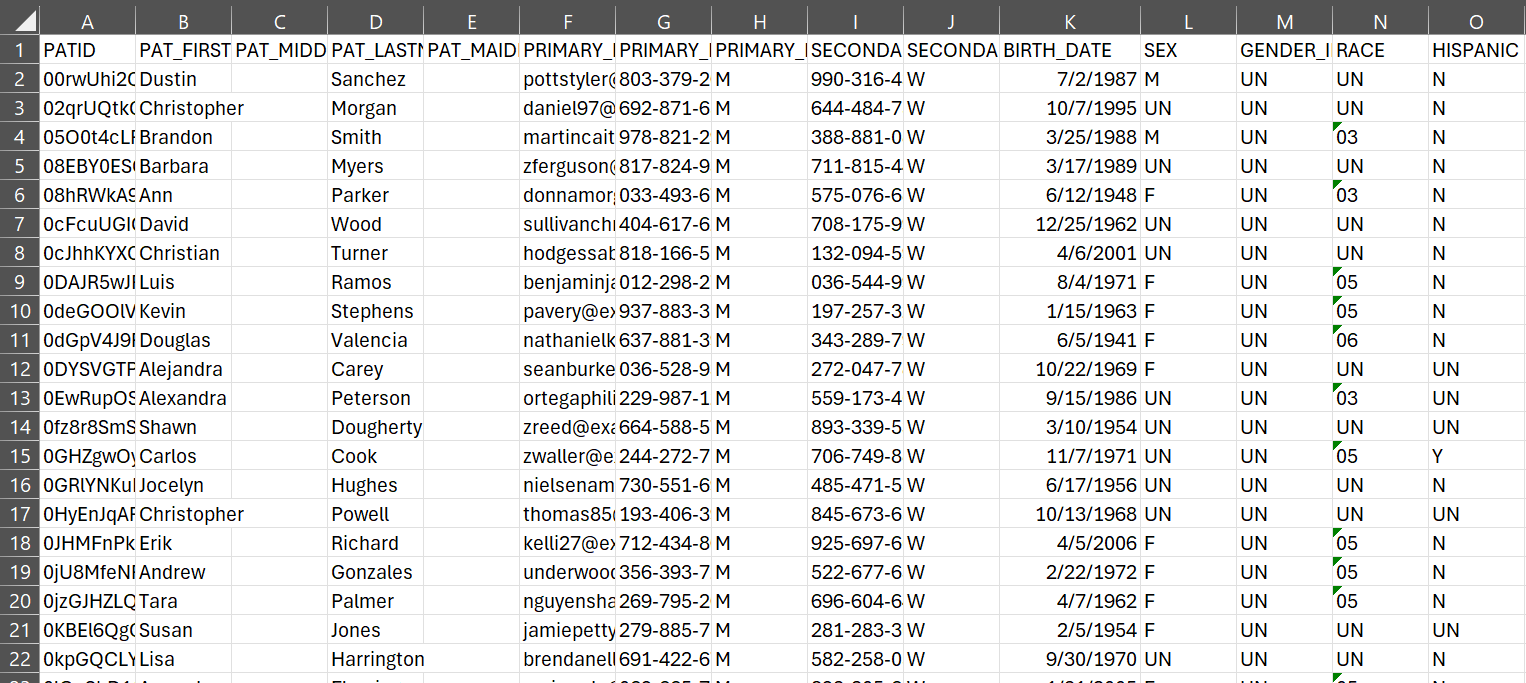 A B C D E F G H I J K L M N O
1 PATID PAT_FIRST PAT_MIDD PAT_LASTN PAT_MAID PRIMARY_ PRIMARY_ PRIMARY_ SECONDA SECONDA BIRTH_DATE SEX GENDER_I RACE HISPANIC
2 00rwUhi2 Dustin Sanchez pottstyler@ 803-379-2 M 990-316-4 W 7/2/1987 M UN UN N
3 02qrUQtk Christopher Morgan daniel97@ 692-871-6 M 644-484-7 W 10/7/1995 UN UN UN N
4 05O0t4cL Brandon Smith martincait 978-821-2 M 388-881-0 W 3/25/1988 M UN 03 N
5 08EBY0ES Barbara Myers zferguson@ 817-824-9 M 711-815-4 W 3/17/1989 UN UN UN N
6 08hRWkA9 Ann Parker donnamor 033-493-6 M 575-076-6 W 6/12/1948 F UN 03 N
7 0cFcuUGI David Wood sullivanch 404-617-6 M 708-175-9 W 12/25/1962 UN UN UN N
8 0cJhhKYX Christian Turner hodgessab 818-166-5 M 132-094-5 W 4/6/2001 UN UN UN N
9 0DAJR5wJ Luis Ramos benjaminj 012-298-2 M 036-544-9 W 8/4/1971 F UN 05 N
10 0deGOOlV Kevin Stephens pavery@ex 937-883-3 M 197-257-3 W 1/15/1963 F UN 05 N
11 0dGpV4J9 Douglas Valencia nathanielk 637-881-3 M 343-289-7 W 6/5/1941 F UN 06 N
12 0DYSVGTF Alejandra Carey seanburke 036-528-9 M 272-047-7 W 10/22/1969 F UN UN UN
13 0EwRupOS Alexandra Peterson ortegaphili 229-987-1 M 559-173-4 W 9/15/1986 UN UN 03 UN
14 0fz8r8SmS Shawn Dougherty zreed@exa 664-588-5 M 893-339-5 W 3/10/1954 UN UN UN UN
15 0GHZgwOy Carlos Cook zwaller@e 244-272-7 M 706-749-8 W 11/7/1971 UN UN 05 Y
16 0GRlYNKu Jocelyn Hughes nielsenam 730-551-6 M 485-471-5 W 6/17/1956 UN UN UN N
17 0HyEnJqA Christopher Powell thomas85 193-406-3 M 845-673-6 W 10/13/1968 UN UN UN UN
18 0JHMFnPk Erik Richard kelli27@ex 712-434-8 M 925-697-6 W 4/5/2006 F UN 05 N
19 0jU8MfeN Andrew Gonzales underwood 356-393-7 M 522-677-6 W 2/22/1972 F UN 05 N
20 0jzGJHZLQ Tara Palmer nguyensha 269-795-2 M 696-604-6 W 4/7/1962 F UN 05 N
21 0KBEl6Qg Susan Jones jamiepetty 279-885-7 M 281-283-3 W 2/5/1954 F UN UN UN
22 0kpGQCLY Lisa Harrington brendanell 691-422-6 M 582-258-0 W 9/30/1970 UN UN UN N